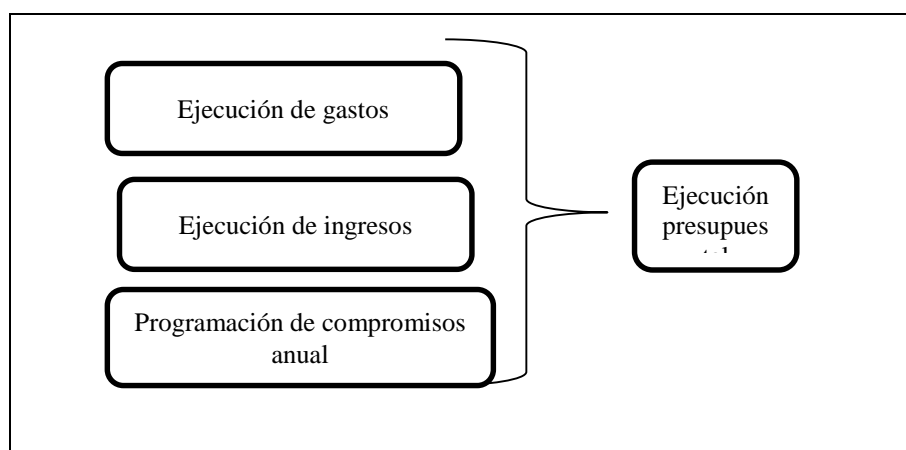 Ejecución de gastos
Ejecución de ingresos
Programación de compromisos
anual
Ejecución
presupues